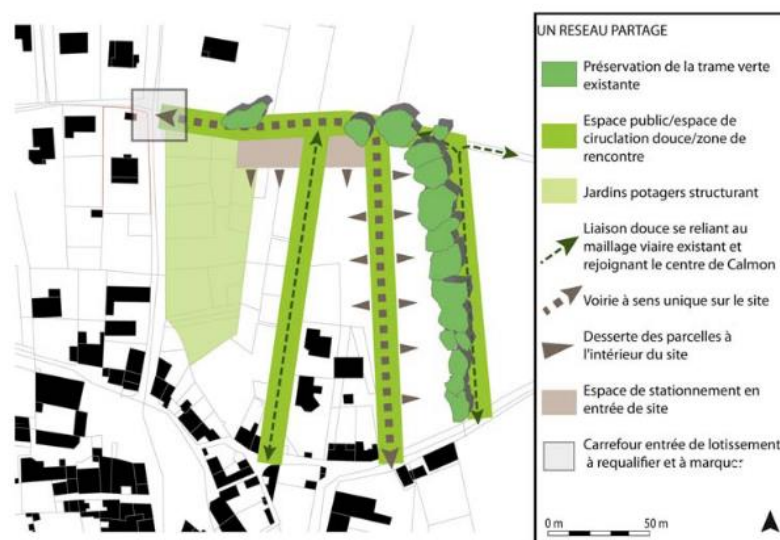 UN RESEAU PARTAGE
Préservation de la trame verte
existante
Espace public/espace de
ciruclation douce/zone de
rencontre
Jardins potagers structurant
Liaison douce se reliant au
maillage viaire existant et
rejoignant le centre de Calmon
Voirie à sens unique sur le site
Desserte des parcelles à
l'intérieur du site
Espace de stationnement en
entrée de site
Carrefour entrée de lotissement
à requalifier et à marquer
0 m 50 m